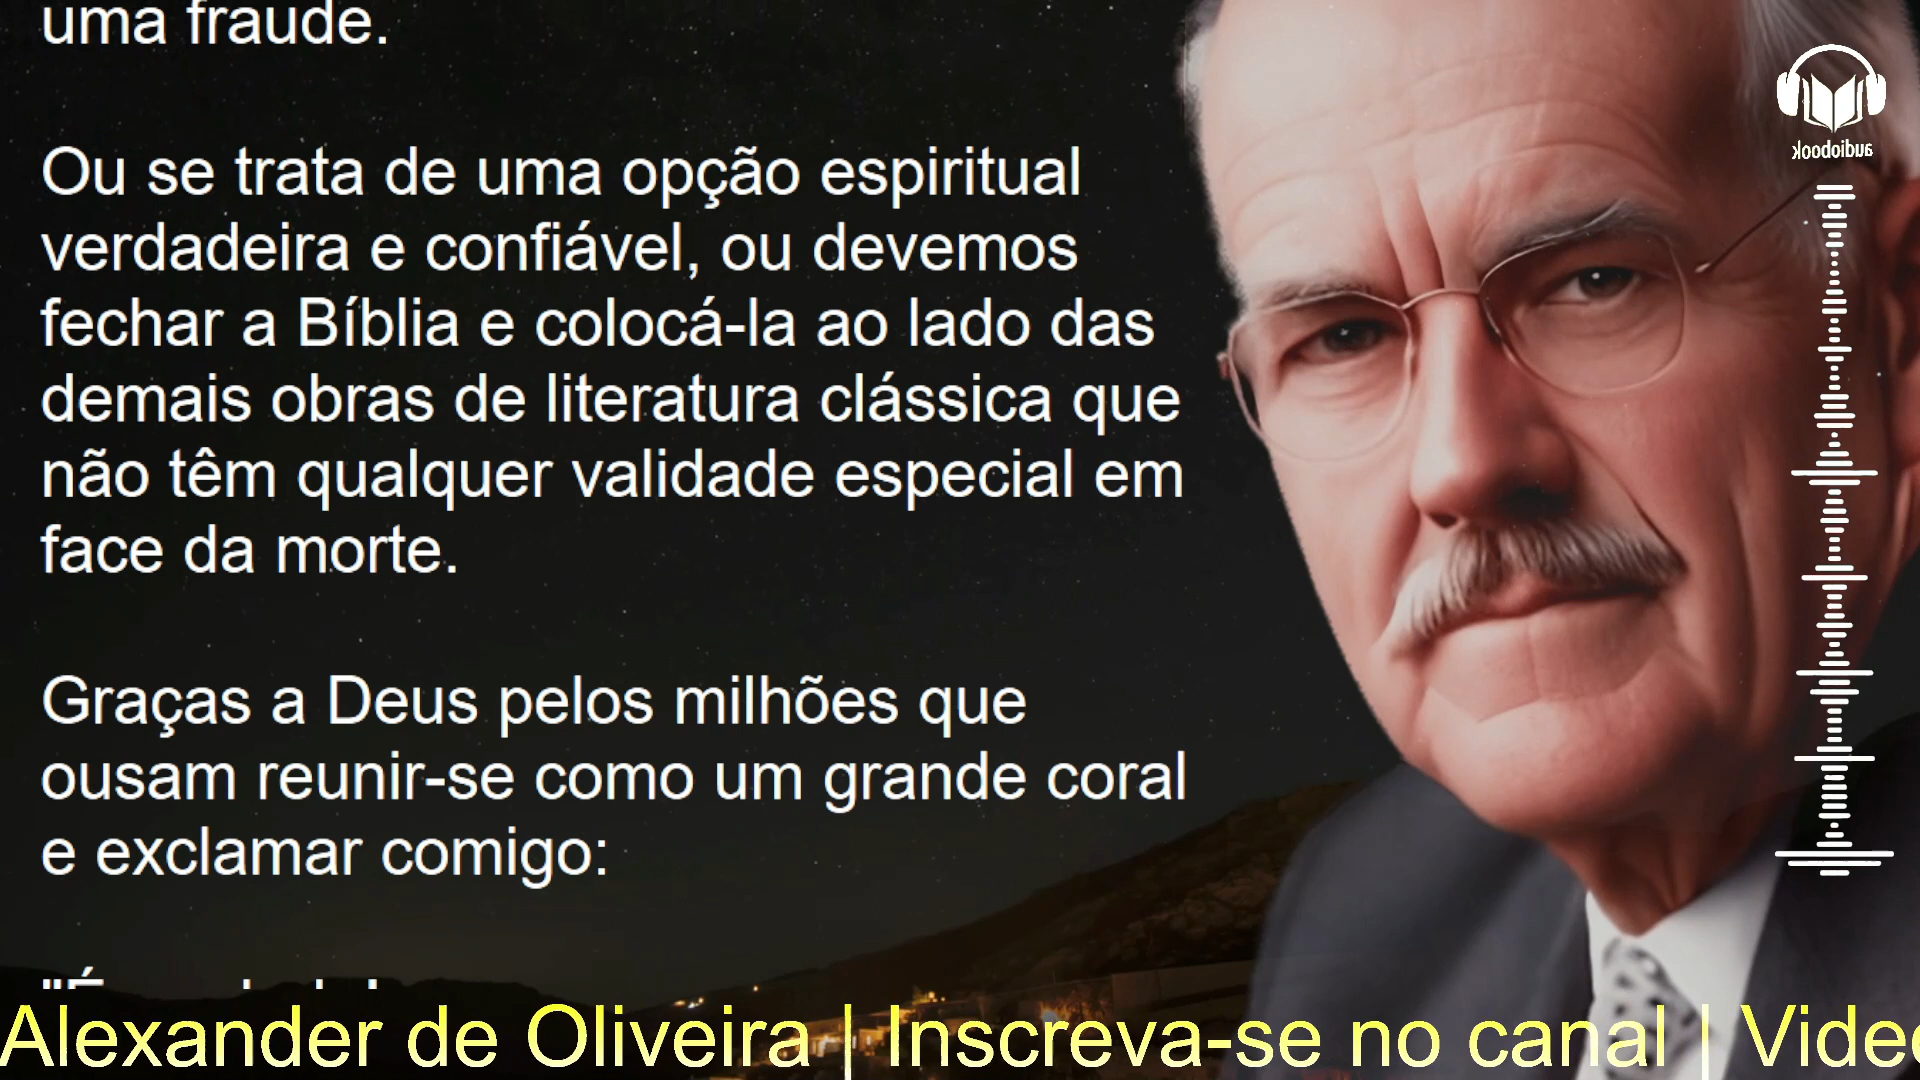 uma fraude.
Ou se trata de uma opção espiritual
verdadeira e confiável, ou devemos
fechar a Bíblia e colocá-la ao lado das
demais obras de literatura clássica que
não têm qualquer validade especial em
face da morte.
Graças a Deus pelos milhões que
ousam reunir-se como um grande coral
e exclamar comigo:
audiobook
Alexander de Oliveira | Inscreva-se no canal |